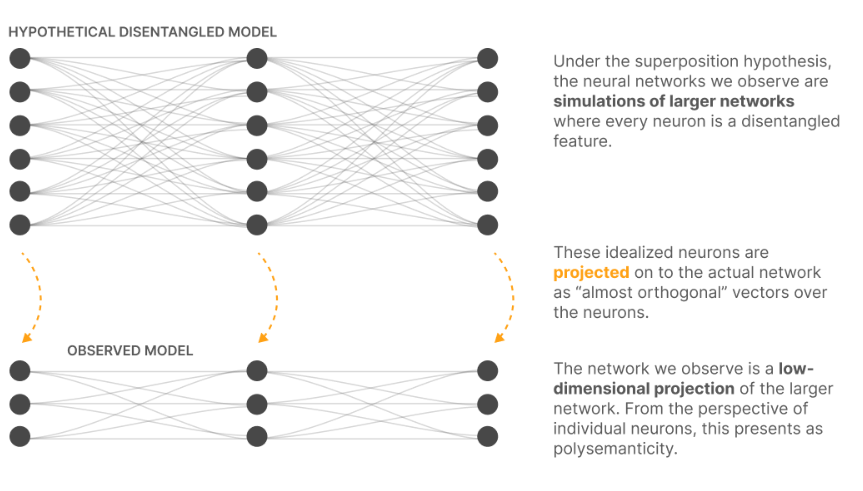 HYPOTHETICAL DISENTANGLED MODEL
Under the superposition hypothesis,
the neural networks we observe are
simulations of larger networks
where every neuron is a disentangled
feature.
These idealized neurons are
projected on to the actual network
as “almost orthogonal” vectors over
the neurons.
OBSERVED MODEL
The network we observe is a low-
dimensional projection of the larger
network. From the perspective of
individual neurons, this presents as
polysemanticity.